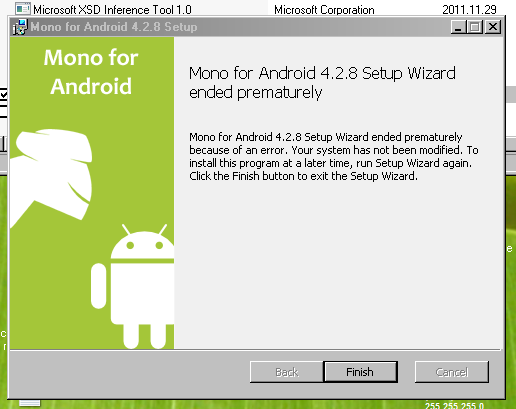 Microsoft XSD Inference Tool 1.0 Microsoft Corporation 2011.11.29
Mono for Android 4.2.8 Setup
Mono for
Android
Mono for Android 4.2.8 Setup Wizard
ended prematurely
Mono for Android 4.2.8 Setup Wizard ended prematurely
because of an error. Your system has not been modified. To
install this program at a later time, run Setup Wizard again.
Click the Finish button to exit the Setup Wizard.
Back Finish Cancel
255.255.255.0